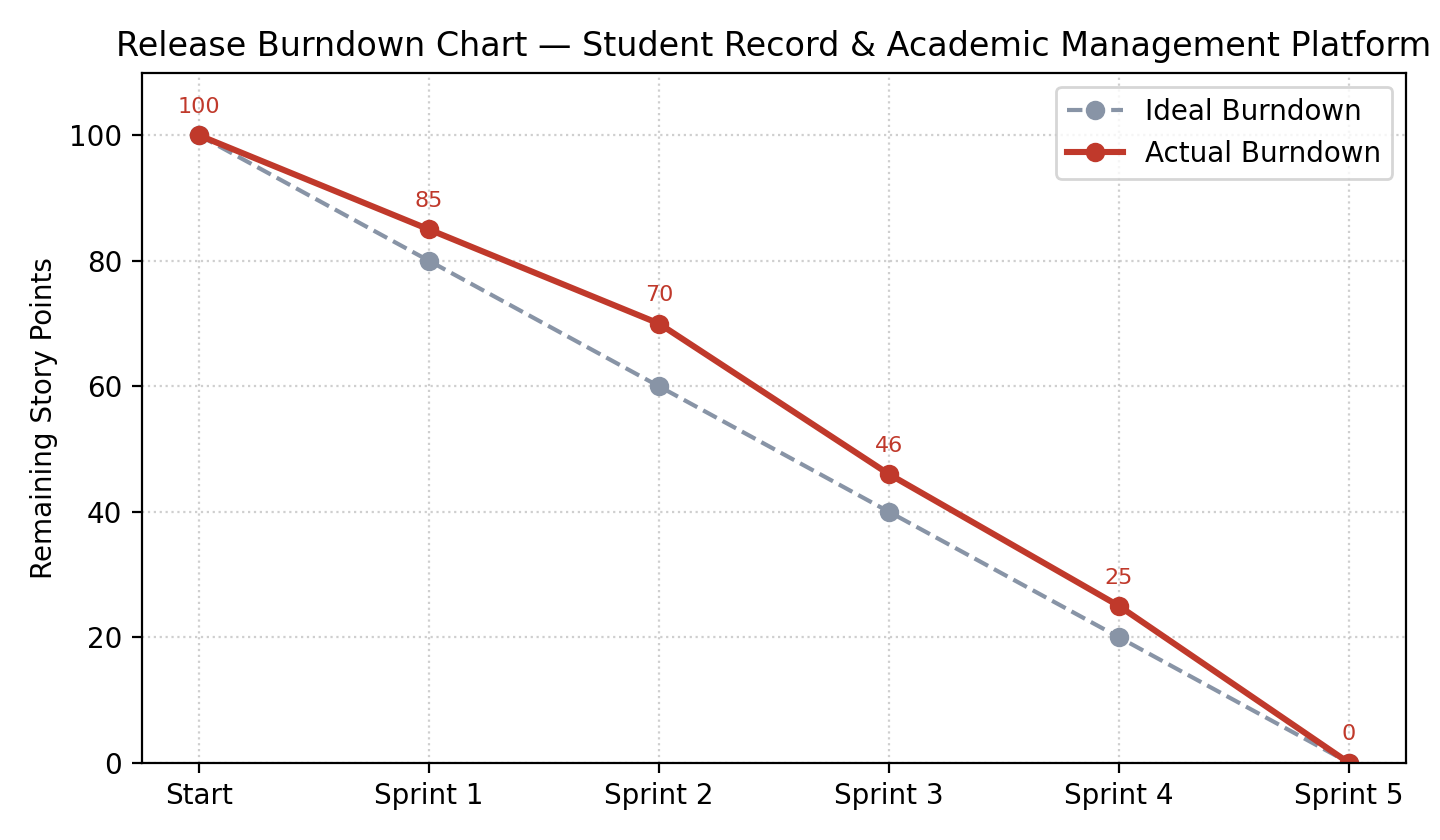 Release Burndown Chart — Student Record & Academic Management Platform
Ideal Burndown
Actual Burndown
Remaining Story Points
100
80
60
40
20
0
100
85
70
46
25
0
Start
Sprint 1
Sprint 2
Sprint 3
Sprint 4
Sprint 5